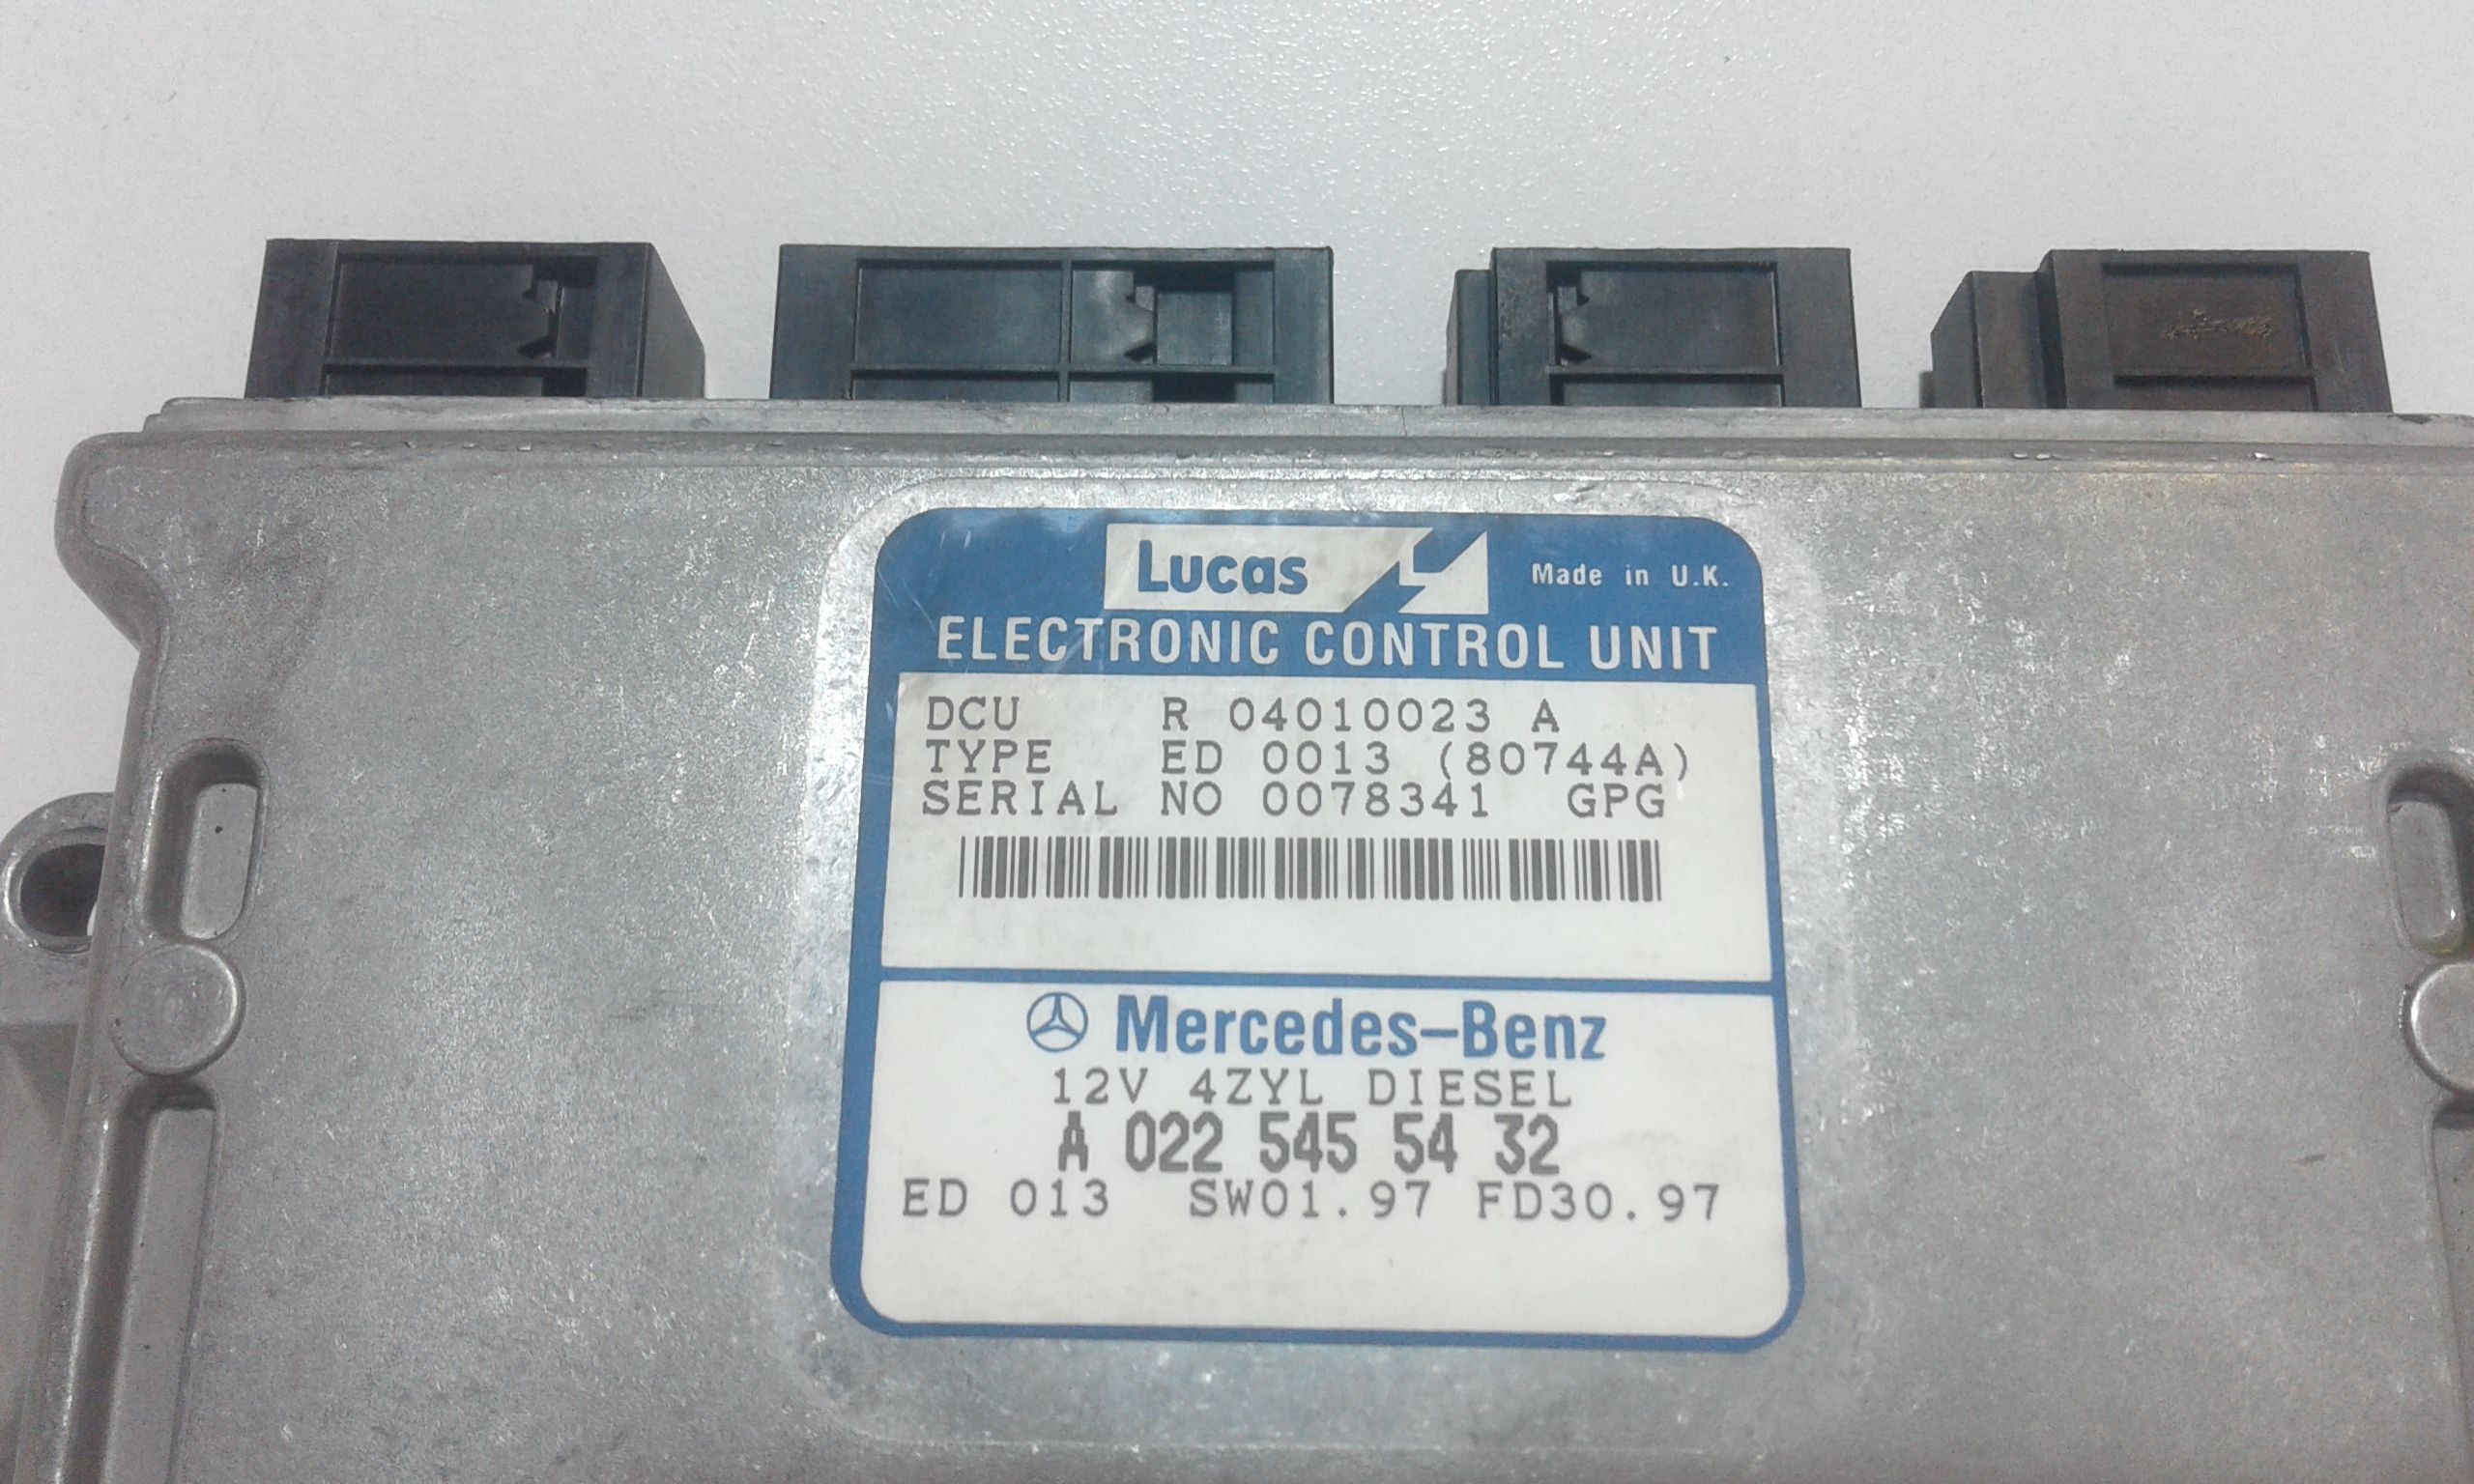 Lucas Made in U.K.
ELECTRONIC CONTROL UNIT
DCU R 04010023 A
TYPE ED 0013 (80744A)
SERIAL NO 0078341 GPG
Mercedes-Benz
12V 4ZYL DIESEL
A 022 545 54 32
ED 013 SW01.97 FD30.97